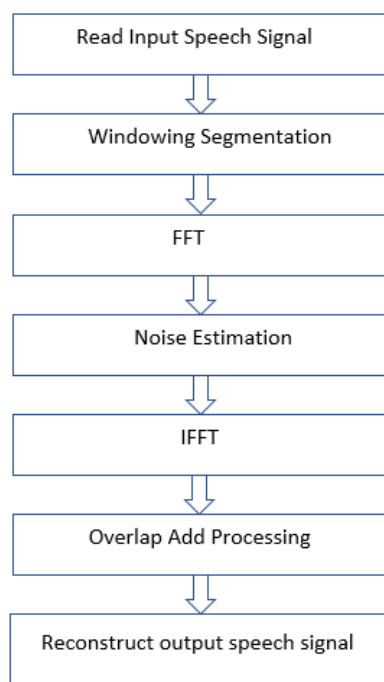 Read Input Speech Signal
Windowing Segmentation
FFT
Noise Estimation
IFFT
Overlap Add Processing
Reconstruct output speech signal